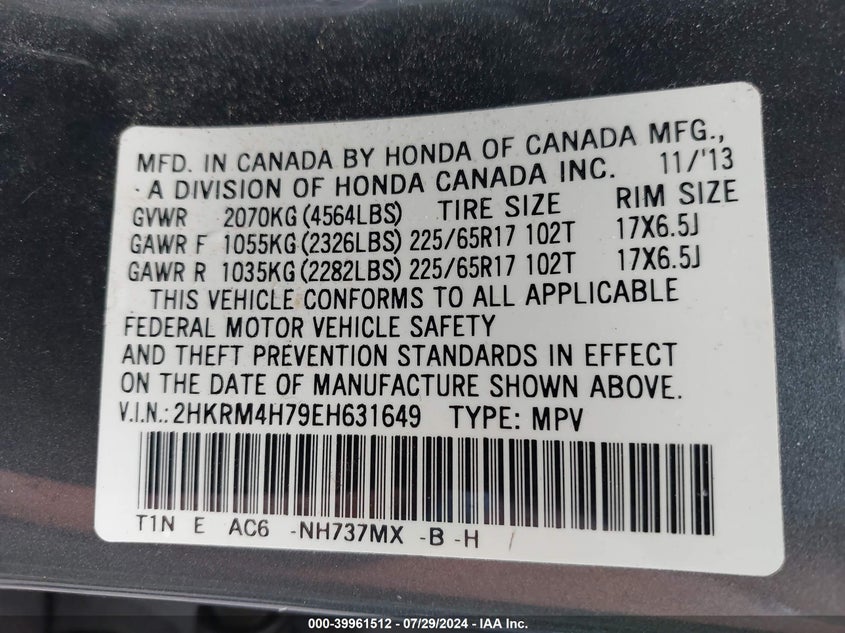 MFD. IN CANADA BY HONDA OF CANADA MFG.,
A DIVISION OF HONDA CANADA INC. 11/'13
GVWR 2070KG (4564LBS) TIRE SIZE RIM SIZE
GAWR F 1055KG (2326LBS) 225/65R17 102T 17X6.5J
GAWR R 1035KG (2282LBS) 225/65R17 102T 17X6.5J
THIS VEHICLE CONFORMS TO ALL APPLICABLE
FEDERAL MOTOR VEHICLE SAFETY
AND THEFT PREVENTION STANDARDS IN EFFECT
ON THE DATE OF MANUFACTURE SHOWN ABOVE.
V.I.N.: 2HKRM4H79EH631649 TYPE: MPV
T1N E AC6 -NH737MX -B -H
000-39961512 / 07/29/2024 - IAA Inc.